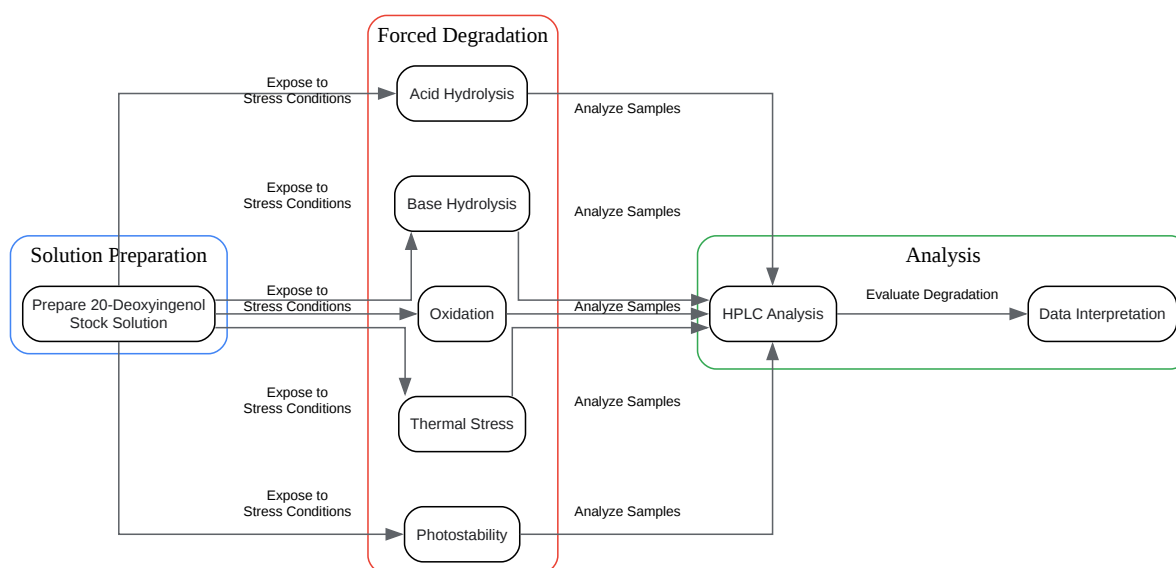 Forced Degradation
Expose to
Stress Conditions
Acid Hydrolysis
Analyze Samples
Expose to
Stress Conditions
Base Hydrolysis
Analyze Samples
Solution Preparation
Analysis
Prepare 20-Deoxyingenol
Stock Solution
Expose to
Stress Conditions
Oxidation
Analyze Samples
HPLC Analysis
Evaluate Degradation
Data Interpretation
Expose to
Stress Conditions
Thermal Stress
Analyze Samples
Expose to
Stress Conditions
Photostability
Analyze Samples